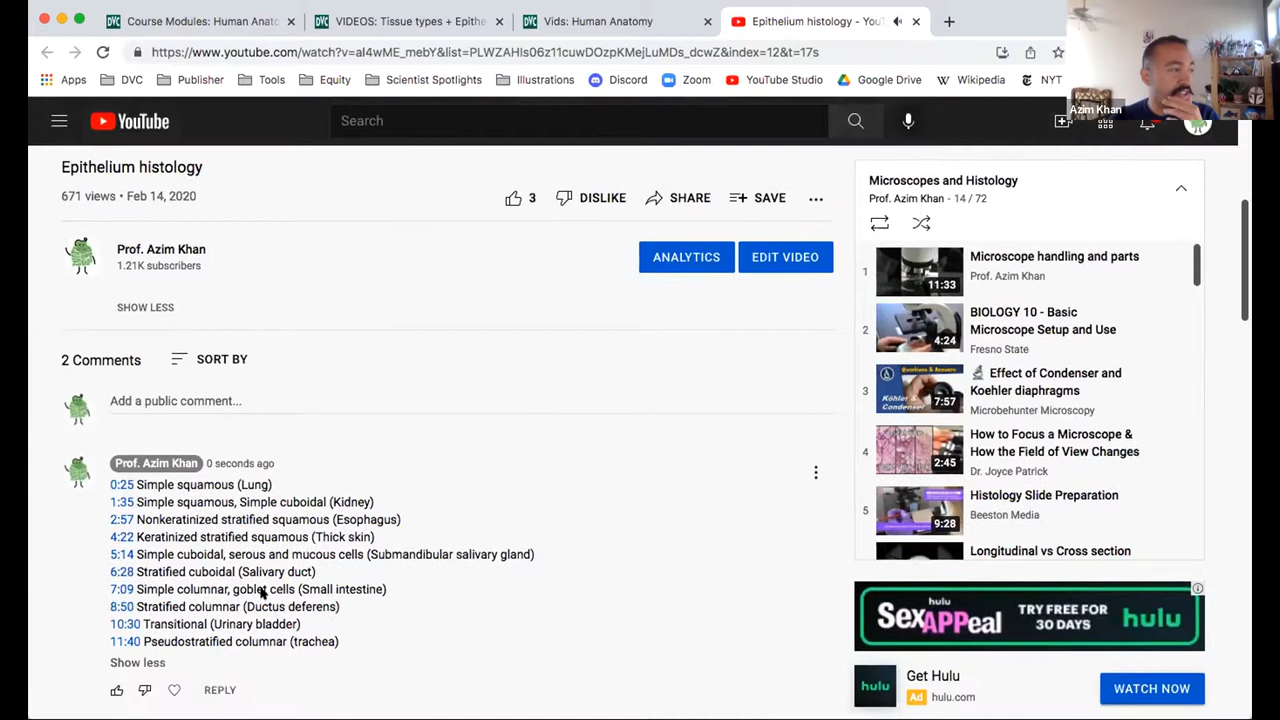 Course Modules: Human Anato
VIDEOS: Tissue types + Epithe
Vids: Human Anatomy
Epithelium histology - You
https://www.youtube.com/watch?v=aI4wME_mebY&list=PLWZAHIs06z11cuwDOzpKMejLuMDs_dcwZ&index=12&t=17s
Apps
DVC
Publisher
Tools
Equity
Scientist Spotlights
Illustrations
Discord
Zoom
YouTube Studio
Google Drive
Wikipedia
NYT
Azim Khan
YouTube
Search
Epithelium histology
671 views • Feb 14, 2020
3
DISLIKE
SHARE
SAVE
Prof. Azim Khan
1.21K subscribers
ANALYTICS
EDIT VIDEO
SHOW LESS
2 Comments
SORT BY
Add a public comment...
Prof. Azim Khan 0 seconds ago
0:25 Simple squamous (Lung)
1:35 Simple squamous, Simple cuboidal (Kidney)
2:57 Nonkeratinized stratified squamous (Esophagus)
4:22 Keratinized stratified squamous (Thick skin)
5:14 Simple cuboidal, serous and mucous cells (Submandibular salivary gland)
6:28 Stratified cuboidal (Salivary duct)
7:09 Simple columnar, goblet cells (Small intestine)
8:50 Stratified columnar (Ductus deferens)
10:30 Transitional (Urinary bladder)
11:40 Pseudostratified columnar (trachea)
Show less
REPLY
Microscopes and Histology
Prof. Azim Khan - 14 / 72
1
11:33
Microscope handling and parts
Prof. Azim Khan
2
4:24
BIOLOGY 10 - Basic
Microscope Setup and Use
Fresno State
3
7:57
Effect of Condenser and
Koehler diaphragms
Microbehunter Microscopy
4
2:45
How to Focus a Microscope &
How the Field of View Changes
Dr. Joyce Patrick
5
9:28
Histology Slide Preparation
Beeston Media
Longitudinal vs Cross section
hulu
SexAPPeal
TRY FREE FOR
30 DAYS
hulu
hulu
Get Hulu
Ad hulu.com
WATCH NOW